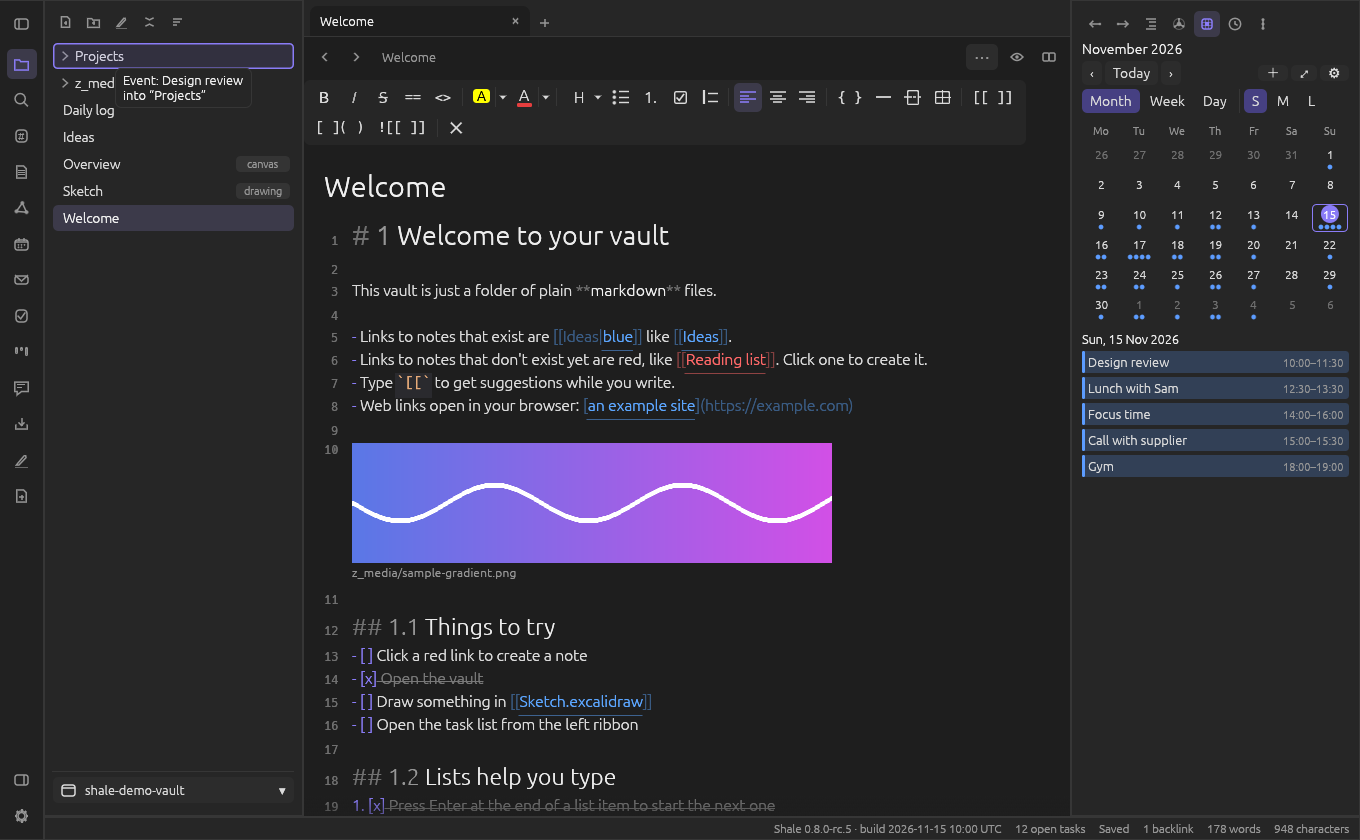 Projects
z_med
Event: Design review
into “Projects”
Daily log
Ideas
Overview canvas
Sketch drawing
Welcome
shale-demo-vault
Welcome
Welcome
B I S == <> A A H 1. { } [[ ]]
[ ]( ) ![[ ]]
Welcome
1 # 1 Welcome to your vault
2
3 This vault is just a folder of plain **markdown** files.
4
5 - Links to notes that exist are [[Ideas|blue]] like [[Ideas]].
6 - Links to notes that don't exist yet are red, like [[Reading list]]. Click one to create it.
7 - Type `[[` to get suggestions while you write.
8 - Web links open in your browser: [an example site](https://example.com)
9
10
z_media/sample-gradient.png
11
12 ## 1.1 Things to try
13 - [ ] Click a red link to create a note
14 - [x] Open the vault
15 - [ ] Draw something in [[Sketch.excalidraw]]
16 - [ ] Open the task list from the left ribbon
17
18 ## 1.2 Lists help you type
19 1. [x] Press Enter at the end of a list item to start the next one
November 2026
‹ Today ›
Month Week Day S M L
Mo Tu We Th Fr Sa Su
26 27 28 29 30 31 1
2 3 4 5 6 7 8
9 10 11 12 13 14 15
16 17 18 19 20 21 22
23 24 25 26 27 28 29
30 1 2 3 4 5 6
Sun, 15 Nov 2026
Design review 10:00–11:30
Lunch with Sam 12:30–13:30
Focus time 14:00–16:00
Call with supplier 15:00–15:30
Gym 18:00–19:00
Shale 0.8.0-rc.5 · build 2026-11-15 10:00 UTC 12 open tasks Saved 1 backlink 178 words 948 characters